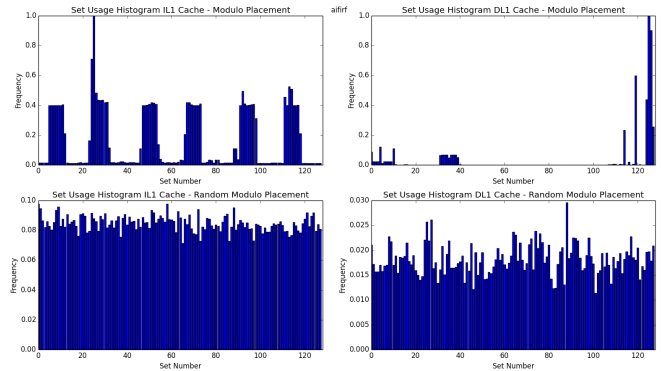 Set Usage Histogram IL1 Cache - Modulo Placement
1.0
0.8
0.6
0.4
0.2
0.0
Frequency
0 20 40 60 80 100 120
Set Number
aifirf
Set Usage Histogram DL1 Cache - Modulo Placement
1.0
0.8
0.6
0.4
0.2
0.0
Frequency
0 20 40 60 80 100 120
Set Number
Set Usage Histogram IL1 Cache - Random Modulo Placement
0.10
0.08
0.06
0.04
0.02
0.00
Frequency
0 20 40 60 80 100 120
Set Number
Set Usage Histogram DL1 Cache - Random Modulo Placement
0.030
0.025
0.020
0.015
0.010
0.005
0.000
Frequency
0 20 40 60 80 100 120
Set Number